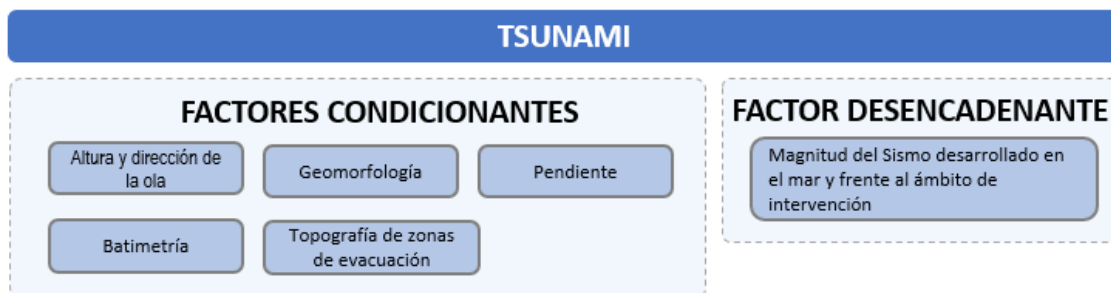 TSUNAMI
FACTORES CONDICIONANTES
Altura y dirección de
la ola
Geomorfología
Pendiente
Batimetría
Topografía de zonas
de evacuación
FACTOR DESENCADENANTE
Magnitud del Sismo desarrollado en
el mar y frente al ámbito de
intervención